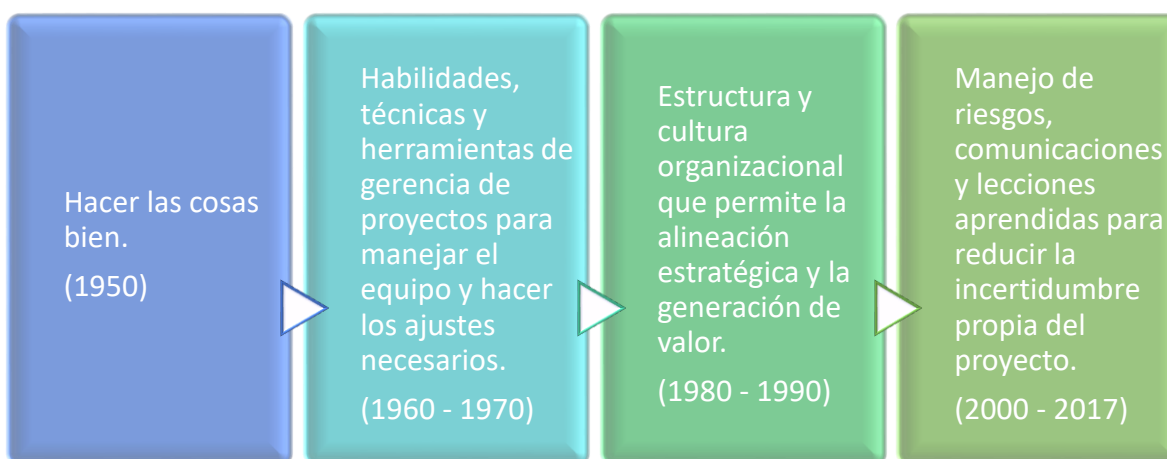 Hacer las cosas
bien.
(1950)
Habilidades,
técnicas y
herramientas de
gerencia de
proyectos para
manejar el
equipo y hacer
los ajustes
necesarios.
(1960 - 1970)
Estructura y
cultura
organizacional
que permite la
alineación
estratégica y la
generación de
valor.
(1980 - 1990)
Manejo de
riesgos,
comunicaciones
y lecciones
aprendidas para
reducir la
incertidumbre
propia del
proyecto.
(2000 - 2017)